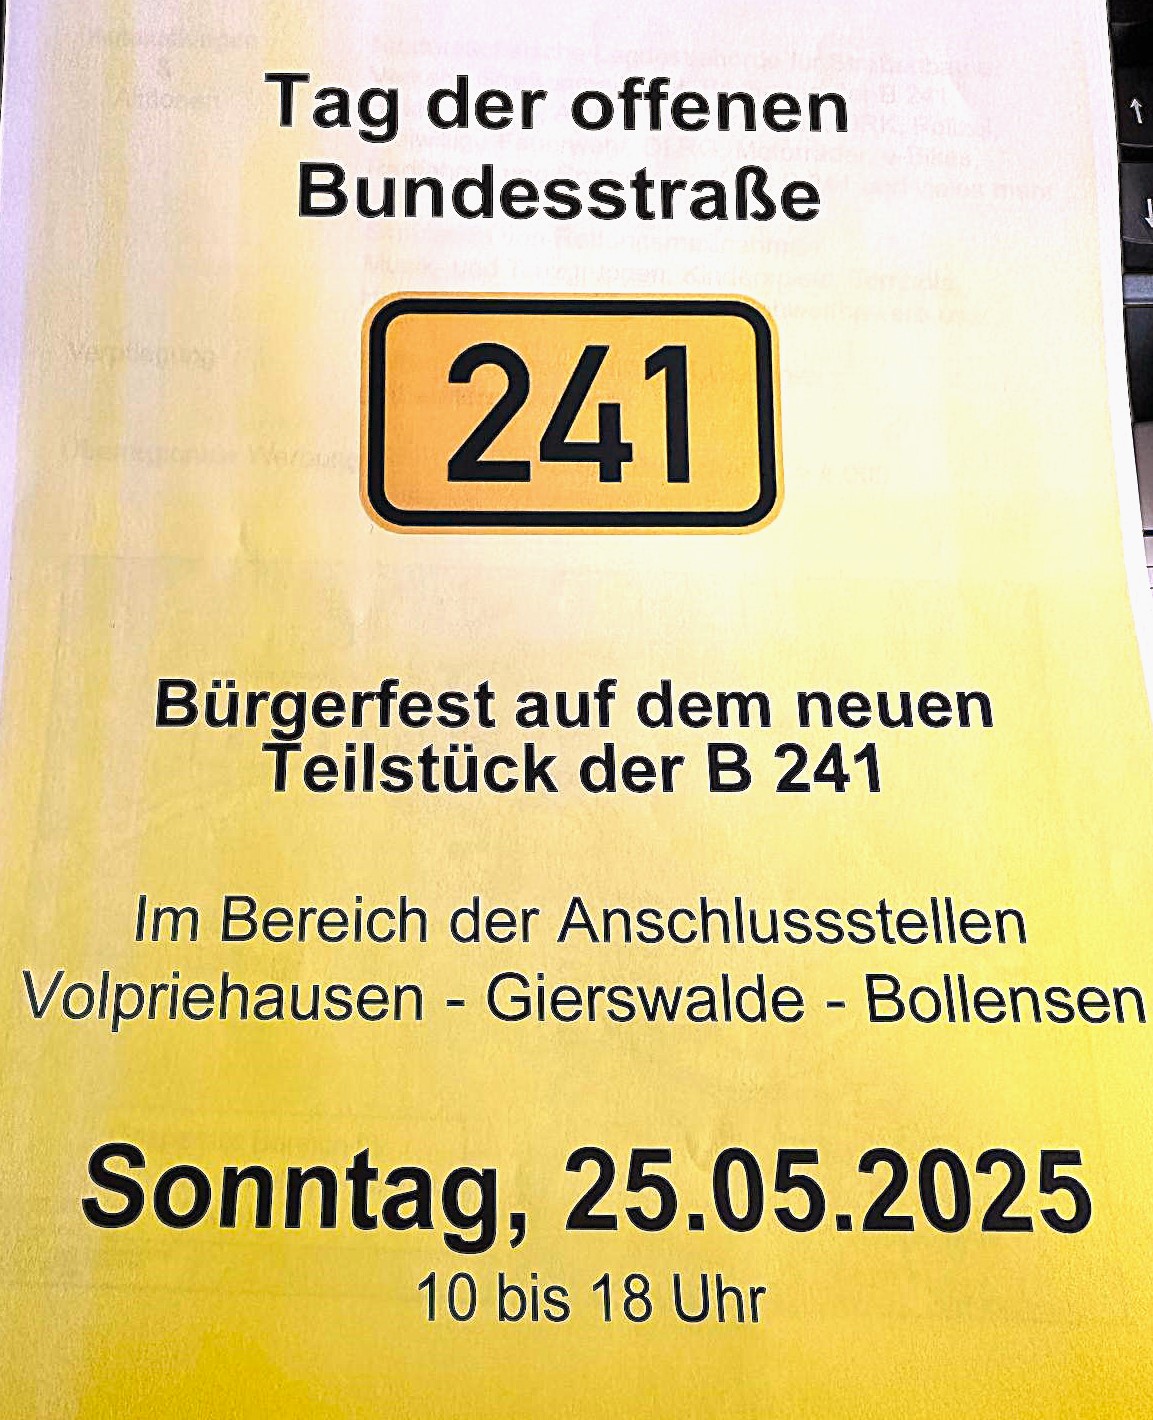 Tag der offenen
Bundesstraße
241
Bürgerfest auf dem neuen
Teilstück der B 241
Im Bereich der Anschlussstellen
Volpriehausen - Gierswalde - Bollensen
Sonntag, 25.05.2025
10 bis 18 Uhr